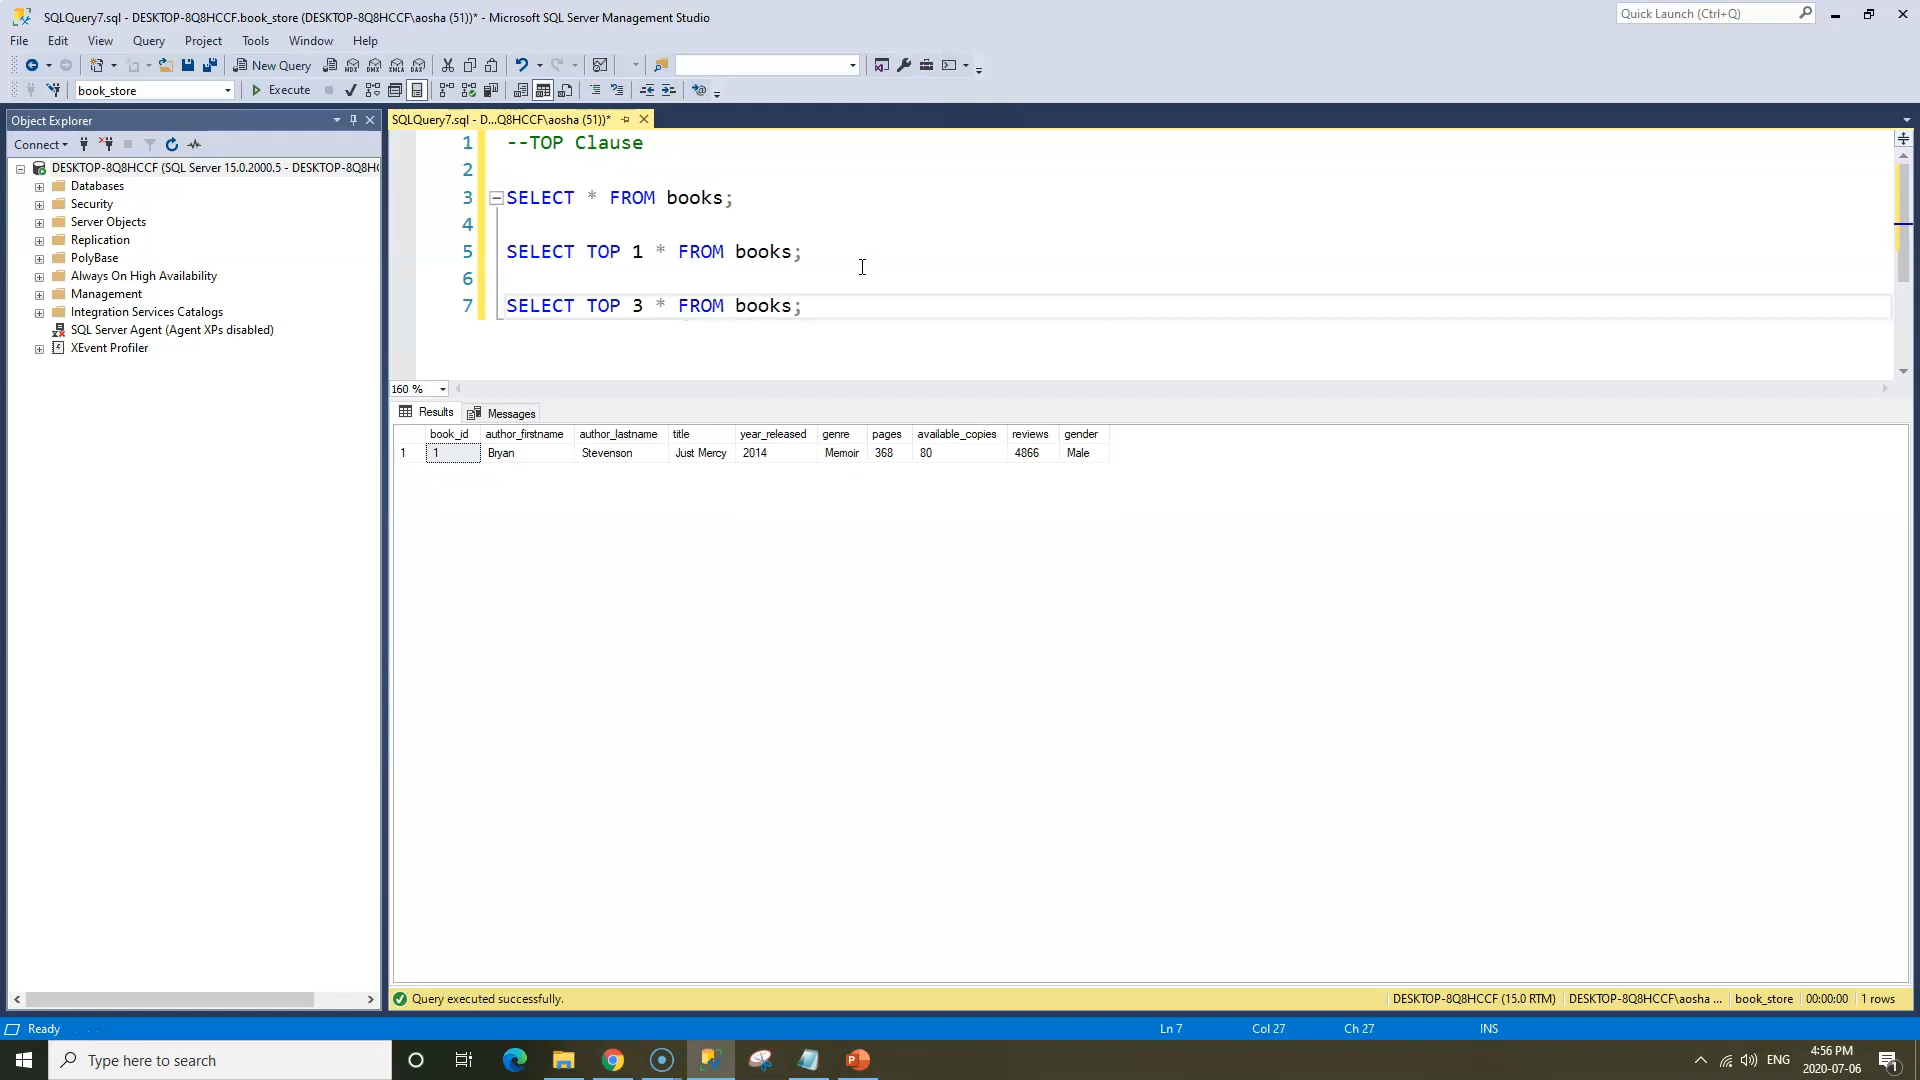 SQLQuery7.sql - DESKTOP-8Q8HCCF.book_store (DESKTOP-8Q8HCCF\aosha (51))* - Microsoft SQL Server Management Studio
Quick Launch (Ctrl+Q)
File Edit View Query Project Tools Window Help
New Query
MDX DMX XMLA DAX
book_store
Execute
Object Explorer
SQLQuery7.sql - D...Q8HCCF\aosha (51))*
Connect
DESKTOP-8Q8HCCF (SQL Server 15.0.2000.5 - DESKTOP-8Q8H
Databases
Security
Server Objects
Replication
PolyBase
Always On High Availability
Management
Integration Services Catalogs
SQL Server Agent (Agent XPs disabled)
XEvent Profiler
1 --TOP Clause
2
3 SELECT * FROM books;
4
5 SELECT TOP 1 * FROM books;
6
7 SELECT TOP 3 * FROM books;
160 %
Results Messages
book_id author_firstname author_lastname title year_released genre pages available_copies reviews gender
1 1 Bryan Stevenson Just Mercy 2014 Memoir 368 80 4866 Male
Query executed successfully.
DESKTOP-8Q8HCCF (15.0 RTM) DESKTOP-8Q8HCCF\aosha ... book_store 00:00:00 1 rows
Ready Ln 7 Col 27 Ch 27 INS
Type here to search
ENG
4:56 PM
2020-07-06
1